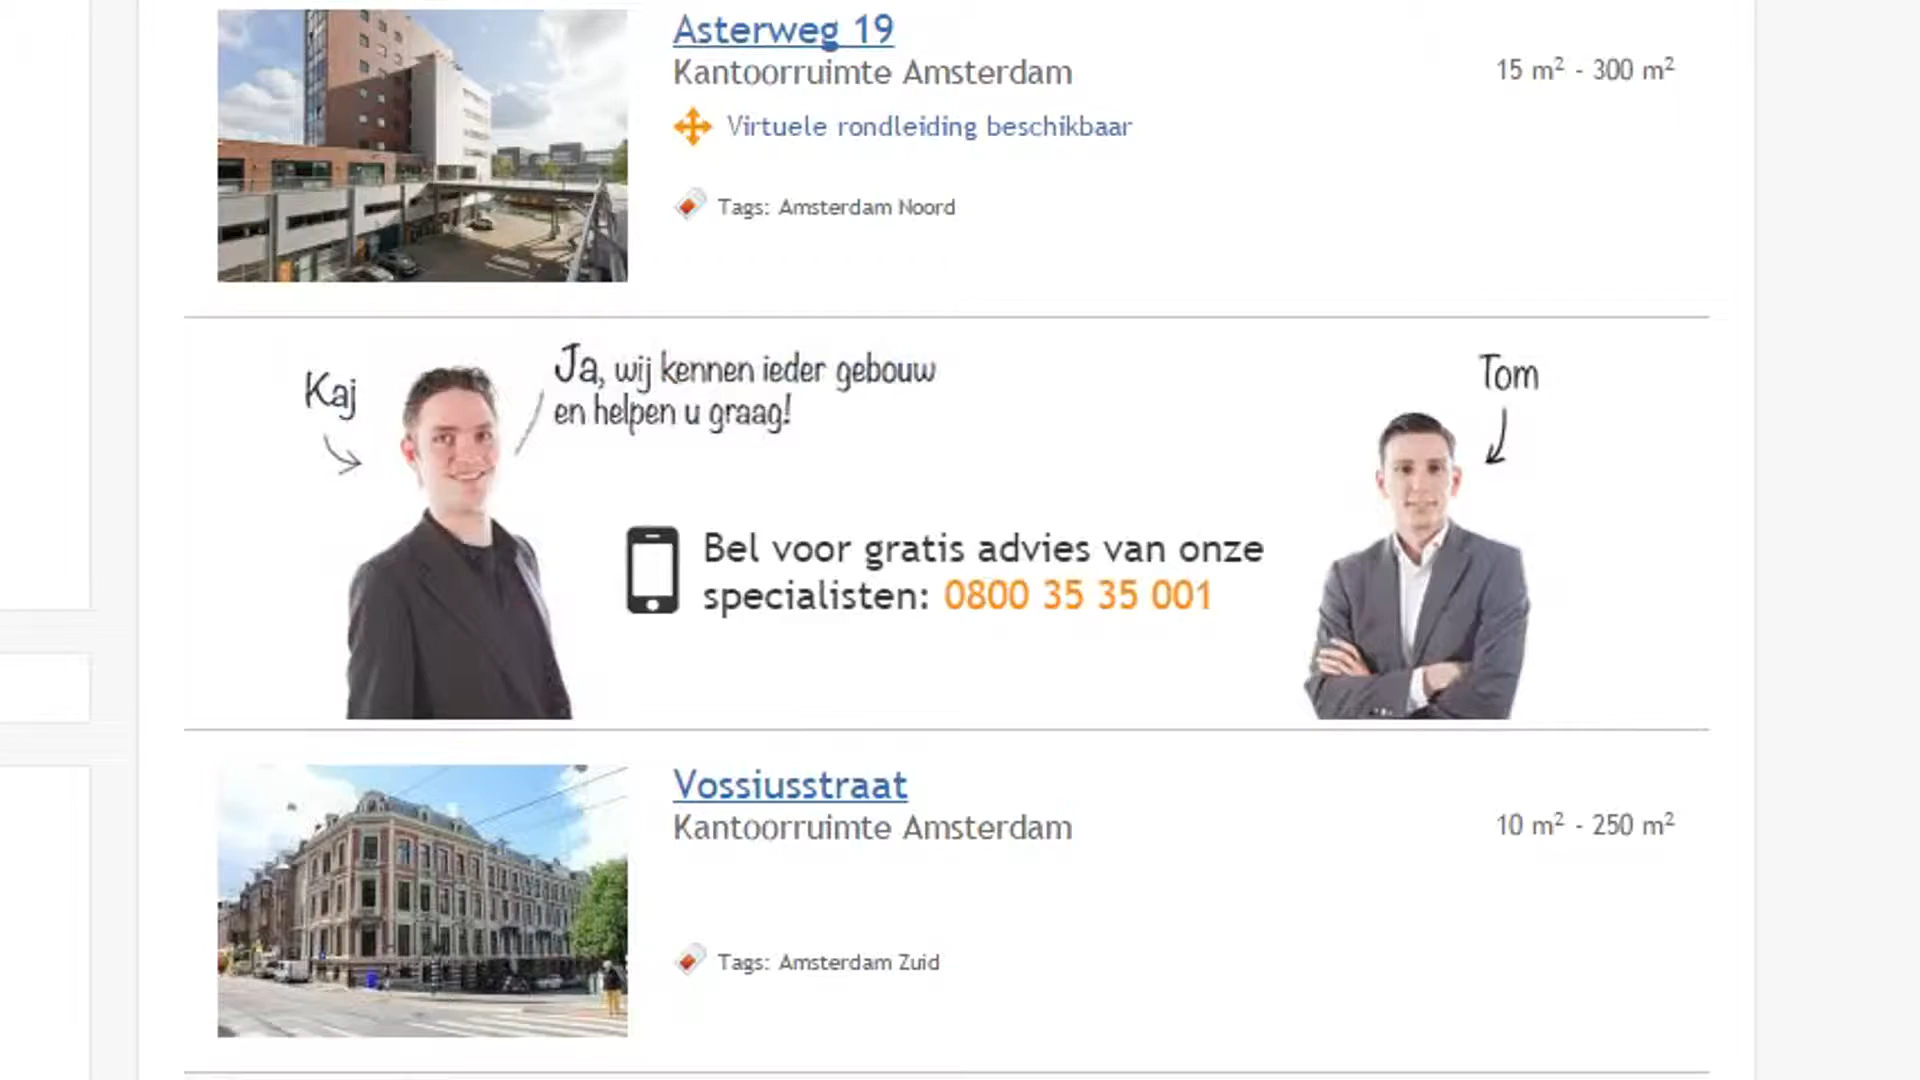 Asterweg 19
Kantoorruimte Amsterdam
15 m² - 300 m²
Virtuele rondleiding beschikbaar
Tags: Amsterdam Noord
Kaj
Ja, wij kennen ieder gebouw
en helpen u graag!
Tom
Bel voor gratis advies van onze
specialisten: 0800 35 35 001
Vossiusstraat
Kantoorruimte Amsterdam
10 m² - 250 m²
Tags: Amsterdam Zuid